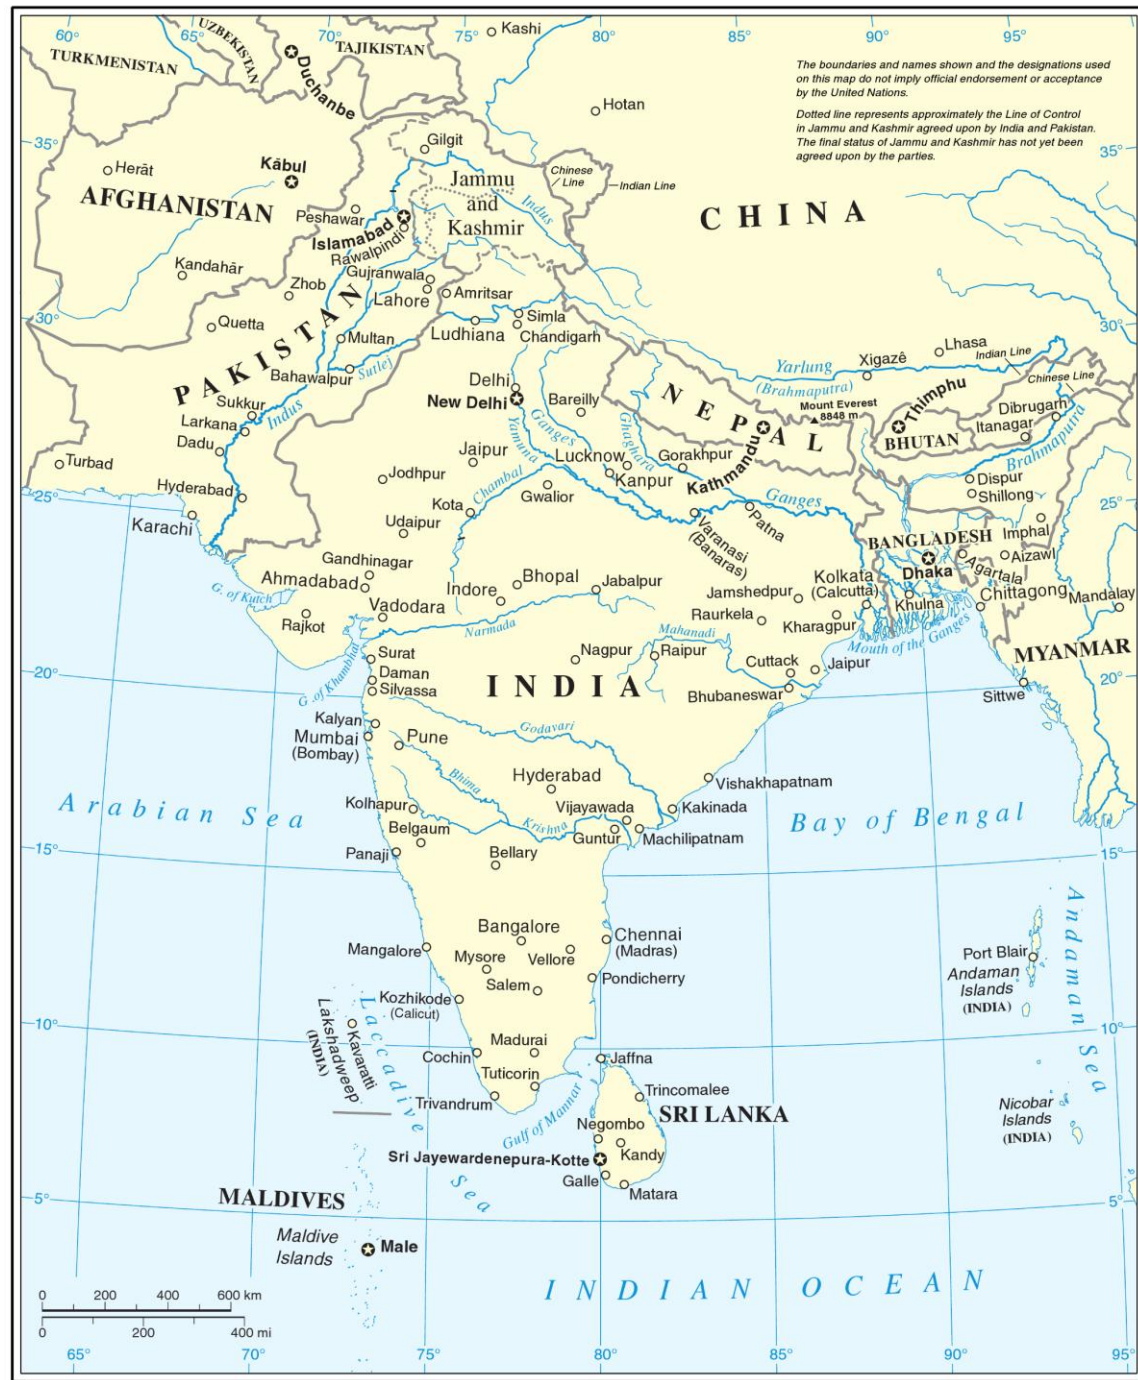 60°
65°
70°
75°
80°
85°
90°
95°
Kashi
UZBEKISTAN
TAJIKISTAN
TURKMENISTAN
Duchanbe
The boundaries and names shown and the designations used
on this map do not imply official endorsement or acceptance
by the United Nations.
Dotted line represents approximately the Line of Control
in Jammu and Kashmir agreed upon by India and Pakistan.
The final status of Jammu and Kashmir has not yet been
agreed upon by the parties.
Hotan
35°
Gilgit
35°
Herāt
Kābul
Chinese
Line
Indian Line
Jammu
and
Kashmir
Indus
AFGHANISTAN
Peshawar
Islamabad
Rawalpindi
CHINA
Kandahār
Zhob
Gujranwala
Lahore
Amritsar
30°
Quetta
PAKISTAN
Multan
Ludhiana
Simla
Chandigarh
30°
Lhasa
Xigazê
Indian Line
Bahawalpur
Sutlej
Yarlung
(Brahmaputra)
Chinese Line
Delhi
New Delhi
Bareilly
NEPAL
Mount Everest
8848 m
Thimphu
Dibrugarh
Itanagar
BHUTAN
Sukkur
Larkana
Dadu
Indus
Ganges
Yamuna
Ghaghara
Kathmandu
Brahmaputra
Turbad
Jaipur
Lucknow
Gorakhpur
Jodhpur
Chambal
Kanpur
Dispur
Shillong
Hyderabad
25°
Kota
Gwalior
Ganges
25°
Karachi
Udaipur
Varanasi
(Banaras)
Patna
Imphal
BANGLADESH
Aizawl
Gandhinagar
Ahmadabad
Bhopal
Jabalpur
Kolkata
(Calcutta)
Dhaka
Agartala
G. of Kutch
Vadodara
Indore
Jamshedpur
Khulna
Chittagong
Mandalay
Rajkot
Narmada
Raurkela
Kharagpur
Mouth of the Ganges
Mahanadi
MYANMAR
Surat
Nagpur
Raipur
Cuttack
Jaipur
20°
G. of Khambhat
Daman
Silvassa
INDIA
Bhubaneswar
Sittwe
20°
Kalyan
Mumbai
(Bombay)
Pune
Godavari
Hyderabad
Vishakhapatnam
Bhima
Arabian Sea
Kolhapur
Vijayawada
Kakinada
Bay of Bengal
Belgaum
Krishna
Guntur
Machilipatnam
15°
Panaji
Bellary
15°
Andaman Sea
Bangalore
Chennai
(Madras)
Mangalore
Mysore
Vellore
Port Blair
Andaman
Islands
(INDIA)
Salem
Pondicherry
Kozhikode
(Calicut)
10°
Laccadive Sea
Kavaratti
Lakshadweep
(INDIA)
Madurai
10°
Cochin
Jaffna
Tuticorin
Trincomalee
Trivandrum
Gulf of Mannar
SRI LANKA
Nicobar
Islands
(INDIA)
Negombo
Sri Jayewardenepura-Kotte
Kandy
Galle
Matara
5°
MALDIVES
5°
Maldive
Islands
Male
INDIAN OCEAN
0 200 400 600 km
0 200 400 mi
65°
70°
75°
80°
85°
90°
95°